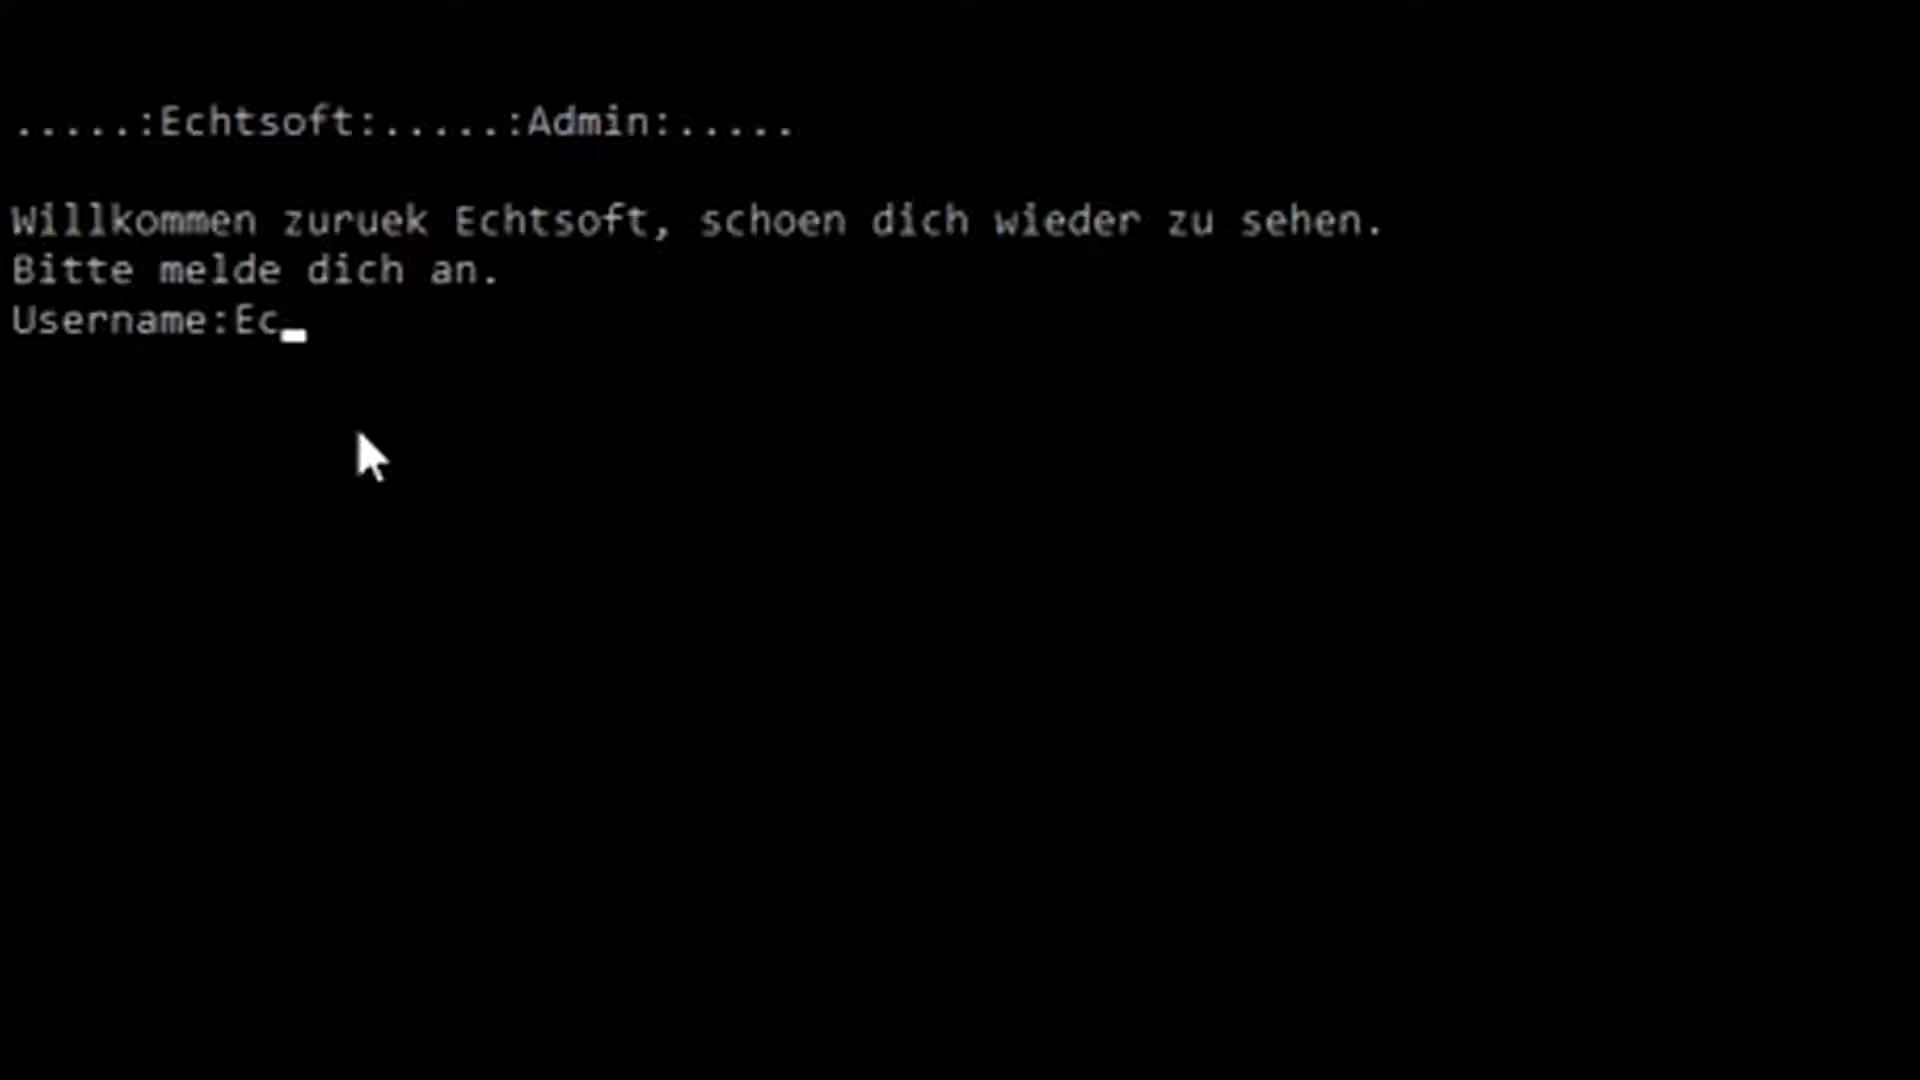 .....:Echtsoft:.....:Admin:.....
Willkommen zuruek Echtsoft, schoen dich wieder zu sehen.
Bitte melde dich an.
Username:Ec